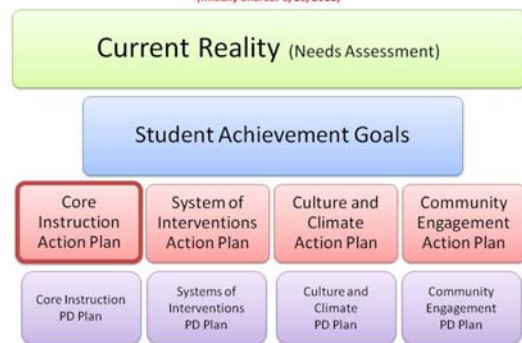 Current Reality (Needs Assessment)
Student Achievement Goals
Core
Instruction
Action Plan
System of
Interventions
Action Plan
Culture and
Climate
Action Plan
Community
Engagement
Action Plan
Core Instruction
PD Plan
Systems of
Interventions
PD Plan
Culture and
Climate
PD Plan
Community
Engagement
PD Plan